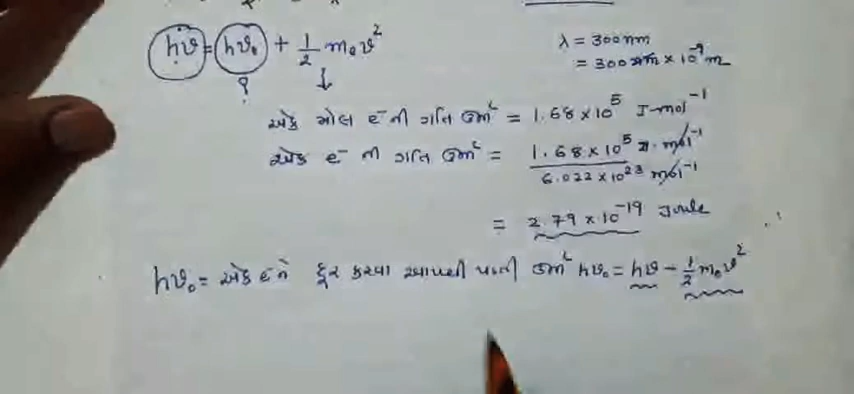 hν = hν₀ + 1/2 mₑv²
λ = 300 nm
= 300 × 10⁻⁹ m
?
એક મોલ e⁻ ની ગતિ ઊર્જા = 1.68 × 10⁵ J·mol⁻¹
એક e⁻ ની ગતિ ઊર્જા = 1.68 × 10⁵ J·mol⁻¹ / 6.022 × 10²³ mol⁻¹
= 2.79 × 10⁻¹⁹ Joule
hν₀ = એક e⁻ ને દૂર કરવા આપવી પડતી ઊર્જા hν₀ = hν − 1/2 mₑv²